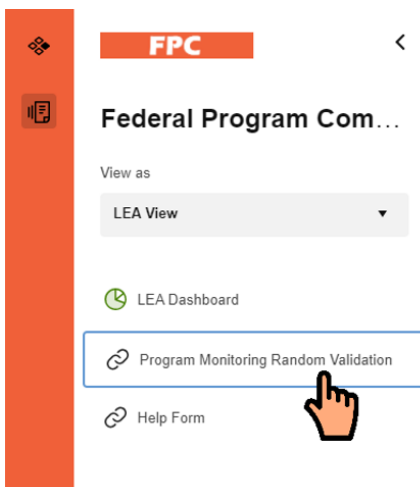 FPC
Federal Program Com...
View as
LEA View
LEA Dashboard
Program Monitoring Random Validation
Help Form